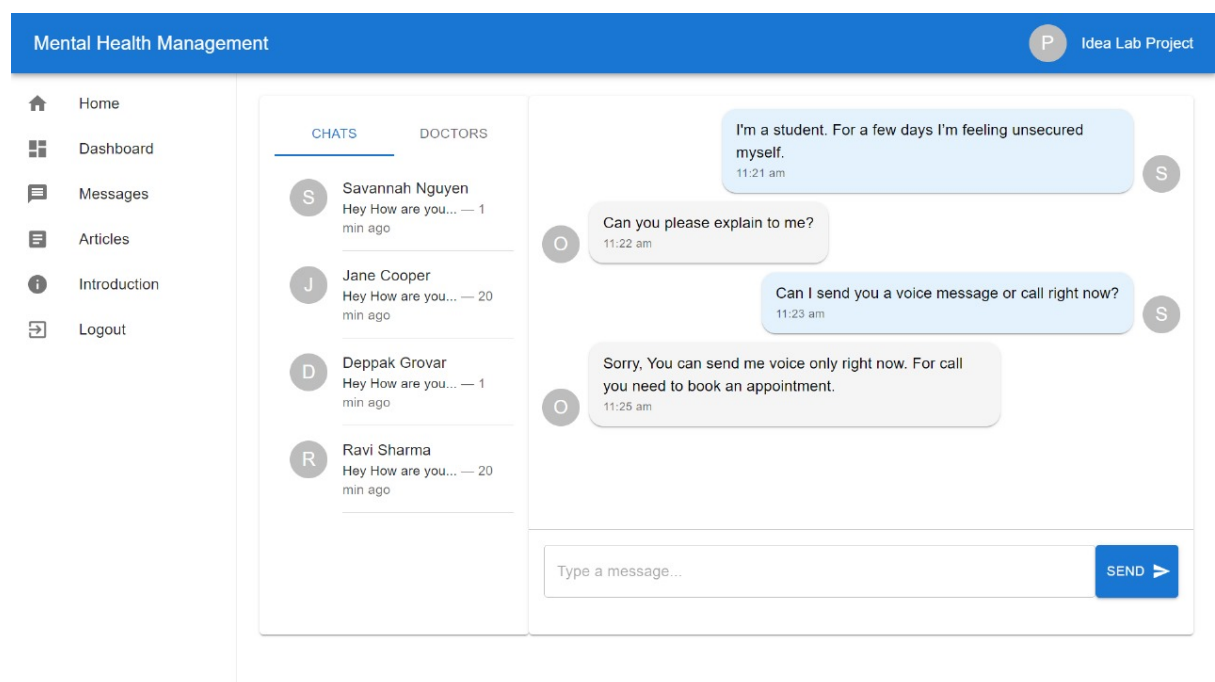 Mental Health Management
P
Idea Lab Project
Home
Dashboard
Messages
Articles
Introduction
Logout
CHATS
DOCTORS
S
Savannah Nguyen
Hey How are you... — 1
min ago
J
Jane Cooper
Hey How are you... — 20
min ago
D
Deppak Grovar
Hey How are you... — 1
min ago
R
Ravi Sharma
Hey How are you... — 20
min ago
I'm a student. For a few days I'm feeling unsecured
myself.
11:21 am
S
Can you please explain to me?
11:22 am
O
Can I send you a voice message or call right now?
11:23 am
S
Sorry, You can send me voice only right now. For call
you need to book an appointment.
11:25 am
O
Type a message...
SEND